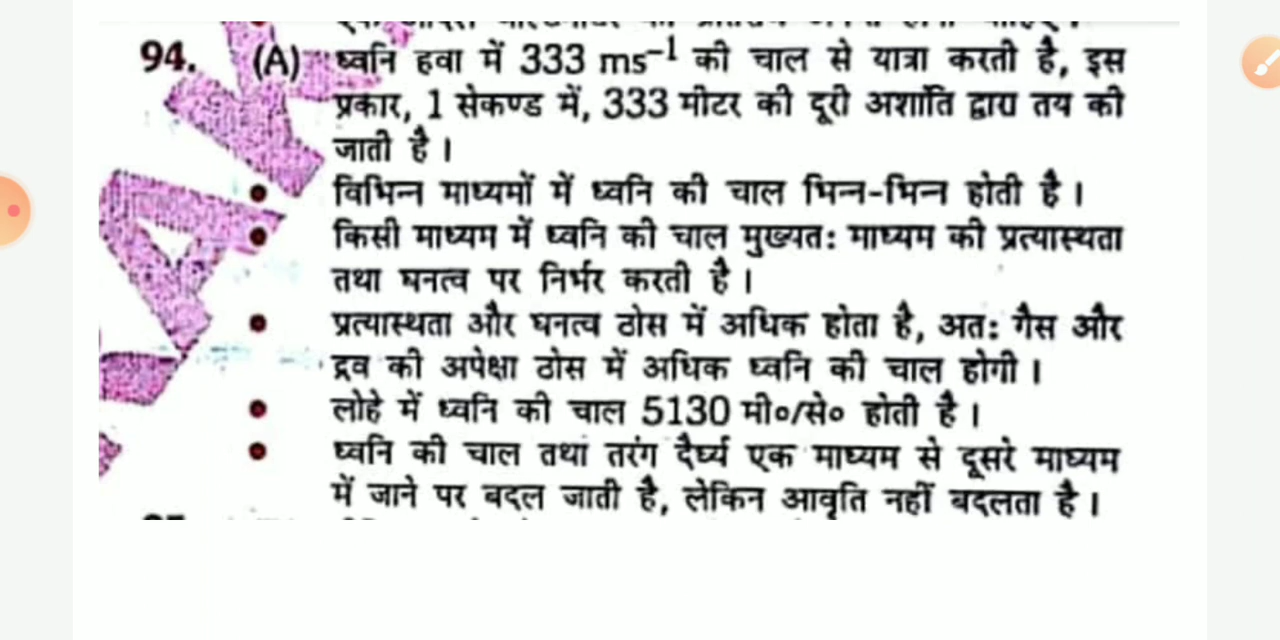 94. (A) ध्वनि हवा में 333 ms⁻¹ की चाल से यात्रा करती है, इस
प्रकार, 1 सेकण्ड में, 333 मीटर की दूरी अशांति द्वारा तय की
जाती है।
• विभिन्न माध्यमों में ध्वनि की चाल भिन्न-भिन्न होती है।
• किसी माध्यम में ध्वनि की चाल मुख्यतः माध्यम की प्रत्यास्थता
तथा घनत्व पर निर्भर करती है।
• प्रत्यास्थता और घनत्व ठोस में अधिक होता है, अतः गैस और
द्रव की अपेक्षा ठोस में अधिक ध्वनि की चाल होगी।
• लोहे में ध्वनि की चाल 5130 मी०/से० होती है।
• ध्वनि की चाल तथा तरंग दैर्घ्य एक माध्यम से दूसरे माध्यम
में जाने पर बदल जाती है, लेकिन आवृति नहीं बदलता है।